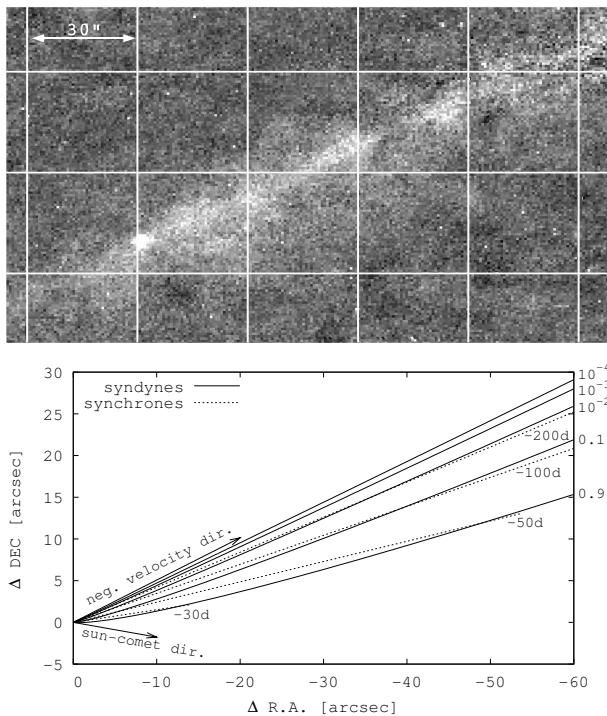 30"
30
25
20
15
10
5
0
-5
Δ DEC [arcsec]
syndynes
synchrones
10⁻⁴
10⁻³
10⁻²
0.1
0.9
-200d
-100d
-50d
-30d
neg. velocity dir.
sun-comet dir.
0
-10
-20
-30
-40
-50
-60
Δ R.A. [arcsec]